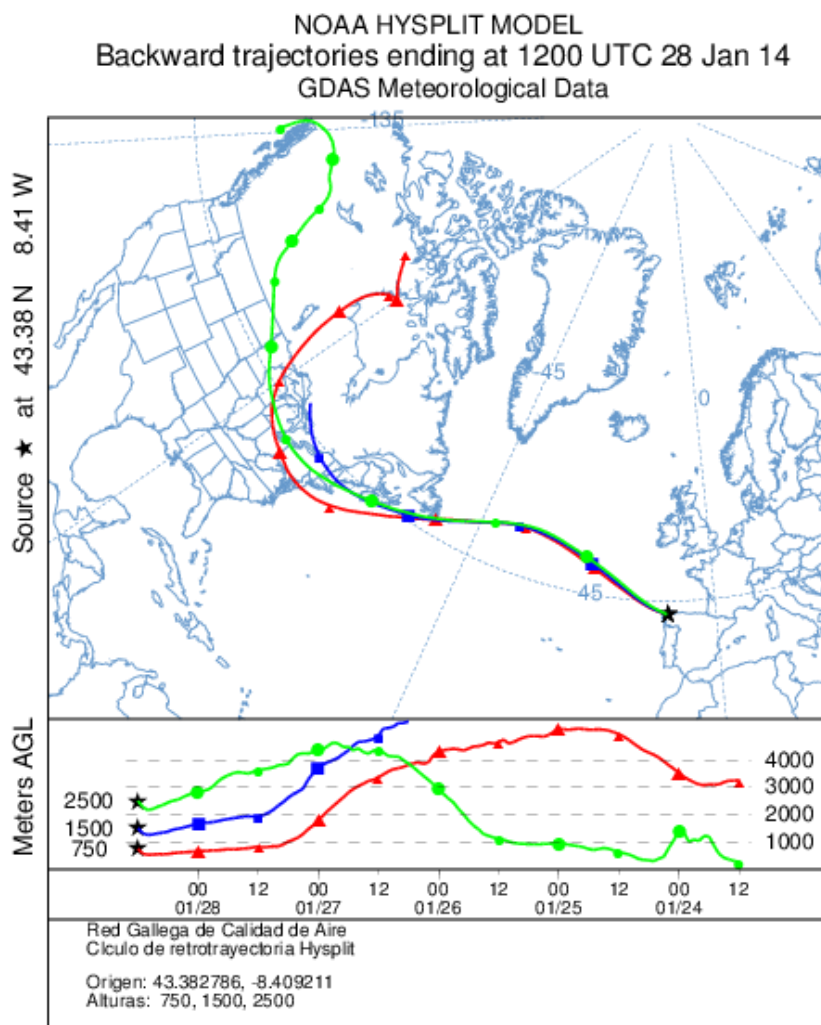 NOAA HYSPLIT MODEL
Backward trajectories ending at 1200 UTC 28 Jan 14
GDAS Meteorological Data
Source ★ at 43.38 N 8.41 W
-135
-90
-45
0
45
Meters AGL
2500
1500
750
4000
3000
2000
1000
00 12 00 12 00 12 00 12 00 12
01/28 01/27 01/26 01/25 01/24
Red Gallega de Calidad de Aire
Clculo de retrotrayectoria Hysplit
Origen: 43.382786, -8.409211
Alturas: 750, 1500, 2500